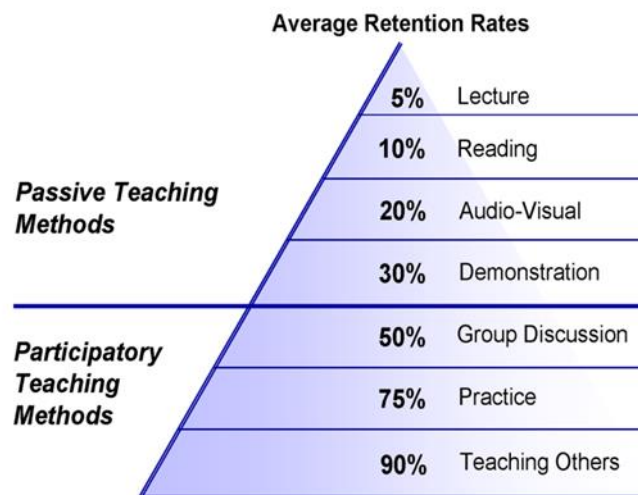 Average Retention Rates
5% Lecture
10% Reading
Passive Teaching
Methods
20% Audio-Visual
30% Demonstration
50% Group Discussion
Participatory
Teaching
Methods
75% Practice
90% Teaching Others